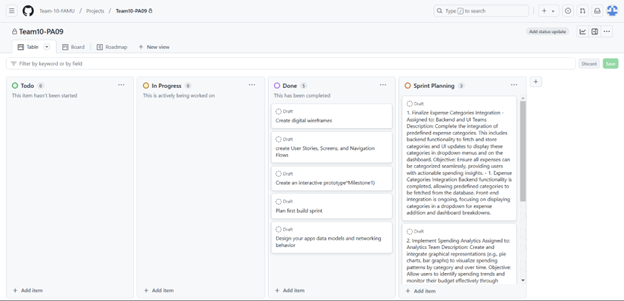 Team-10-FAMU / Projects / Team10-PA09
Type / to search
Team10-PA09
Add status update
Table
Board
Roadmap
+ New view
Filter by keyword or by field
Discard
Save
Todo 0
This item hasn't been started
+ Add item
In Progress 0
This is actively being worked on
+ Add item
Done 5
This has been completed
Draft
Create digital wireframes
Draft
create User Stories, Screens, and Navigation
Flows
Draft
Create an interactive prototype*Milestone1)
Draft
Plan first build sprint
Draft
Design your apps data models and networking
behavior
+ Add item
Sprint Planning
Draft
1. Finalize Expense Categories Integration -
Assigned to: Backend and UI Teams
Description: Complete the integration of
predefined expense categories. This includes
backend functionality to fetch and store
categories and UI updates to display these
categories in dropdown menus and on the
dashboard. Objective: Ensure all expenses can
be categorized seamlessly, providing users
with actionable spending insights. - 1. Expense
Categories Integration Backend functionality is
completed, allowing predefined categories to
be fetched from the database. Front-end
integration is ongoing, focusing on displaying
categories in a dropdown for expense
addition and dashboard breakdowns.
Draft
2. Implement Spending Analytics Assigned to:
Analytics Team Description: Create and
integrate graphical representations (e.g., pie
charts, bar graphs) to visualize spending
patterns by category and over time. Objective:
Allow users to identify spending trends and
monitor their budget effectively through
+ Add item